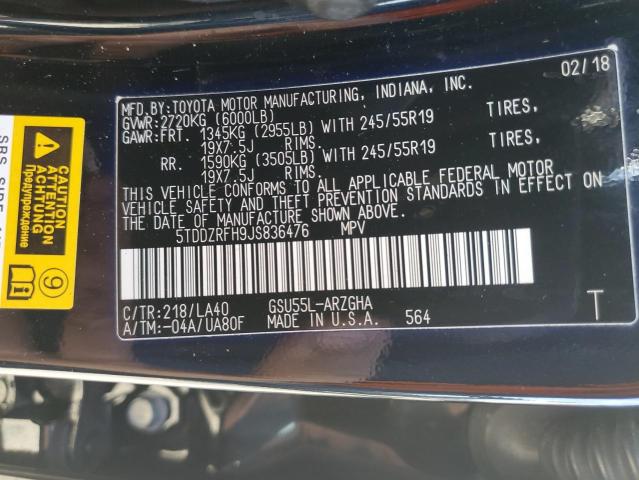 02/18
MFD.BY:TOYOTA MOTOR MANUFACTURING, INDIANA, INC.
GVWR:2720KG (6000LB)
GAWR:FRT. 1345KG (2955LB) WITH 245/55R19 TIRES,
19X7.5J RIMS.
RR. 1590KG (3505LB) WITH 245/55R19 TIRES,
19X7.5J RIMS.
THIS VEHICLE CONFORMS TO ALL APPLICABLE FEDERAL MOTOR
VEHICLE SAFETY AND THEFT PREVENTION STANDARDS IN EFFECT ON
THE DATE OF MANUFACTURE SHOWN ABOVE.
5TDDZRFH9JS836476 MPV
C/TR:218/LA40 GSU55L-ARZGHA
A/TM:-04A/UA80F MADE IN U.S.A. 564
T
CAUTION
ATTENTION
ACHTUNG
Предупреждение
9
SRS SIDE